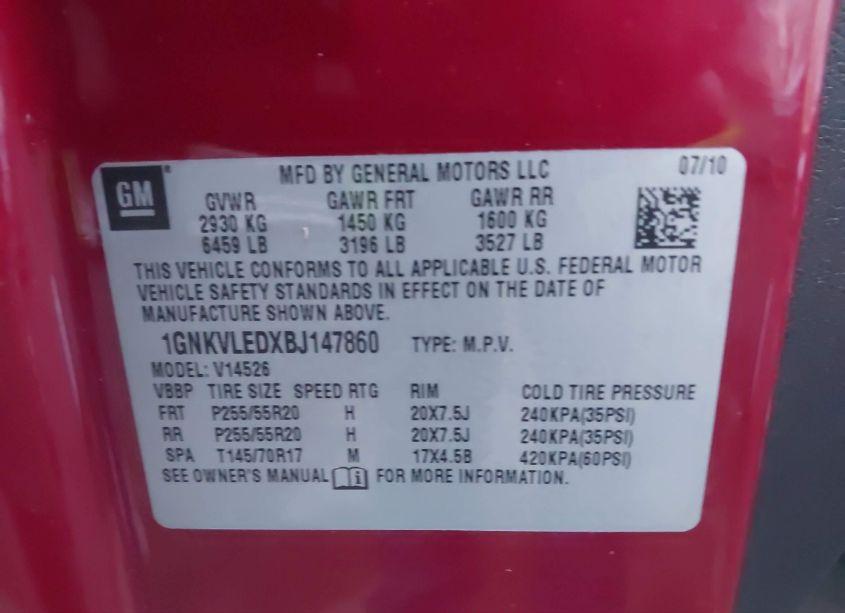 GM® MFD BY GENERAL MOTORS LLC 07/10
GVWR GAWR FRT GAWR RR
2930 KG 1450 KG 1600 KG
6459 LB 3196 LB 3527 LB
THIS VEHICLE CONFORMS TO ALL APPLICABLE U.S. FEDERAL MOTOR
VEHICLE SAFETY STANDARDS IN EFFECT ON THE DATE OF
MANUFACTURE SHOWN ABOVE.
1GNKVLEDXBJ147860 TYPE: M.P.V.
MODEL: V14526
VBBP TIRE SIZE SPEED RTG RIM COLD TIRE PRESSURE
FRT P255/55R20 H 20X7.5J 240KPA(35PSI)
RR P255/55R20 H 20X7.5J 240KPA(35PSI)
SPA T145/70R17 M 17X4.5B 420KPA(60PSI)
SEE OWNER'S MANUAL i FOR MORE INFORMATION.